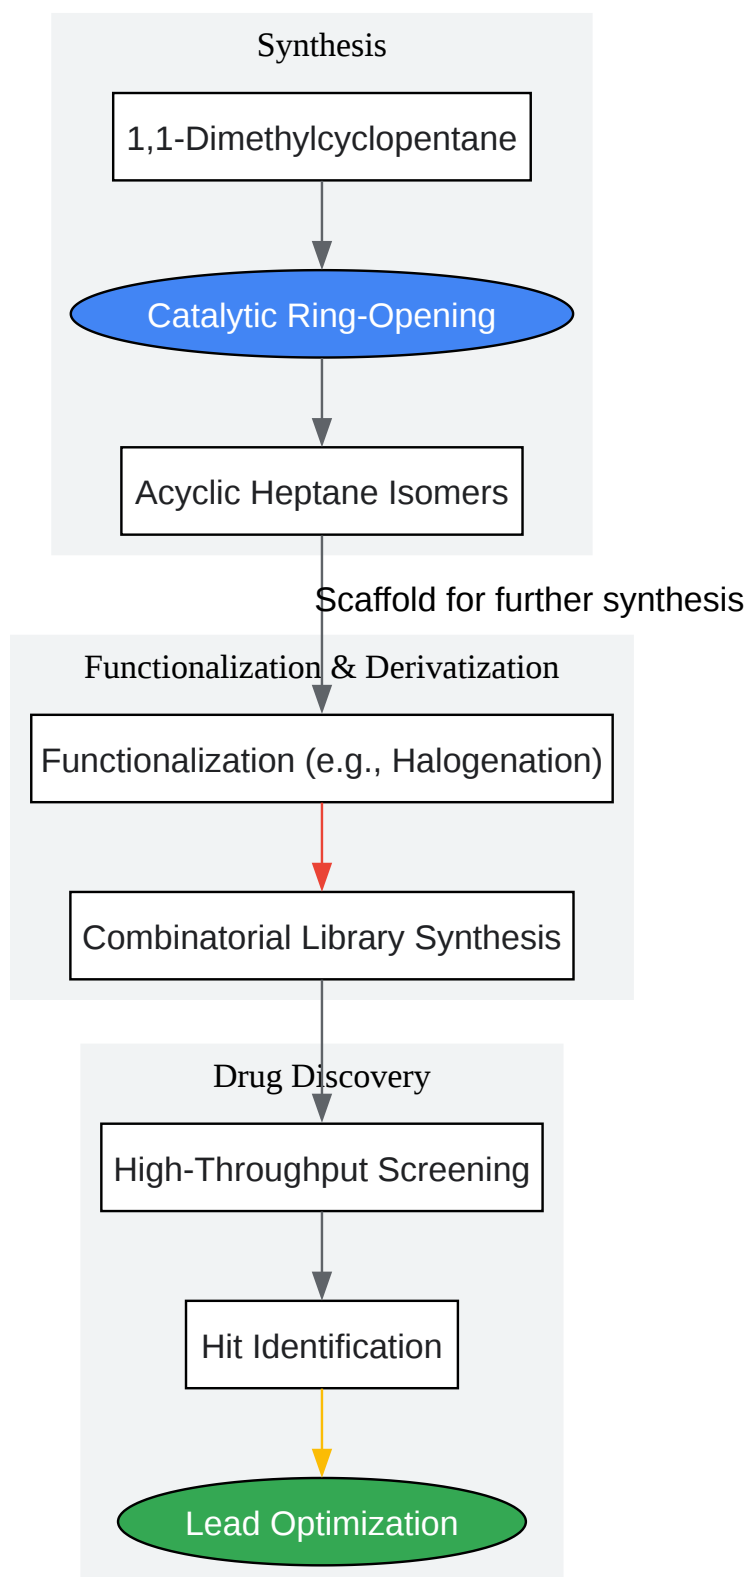 Synthesis
1,1-Dimethylcyclopentane
Catalytic Ring-Opening
Acyclic Heptane Isomers
Scaffold for further synthesis
Functionalization & Derivatization
Functionalization (e.g., Halogenation)
Combinatorial Library Synthesis
Drug Discovery
High-Throughput Screening
Hit Identification
Lead Optimization